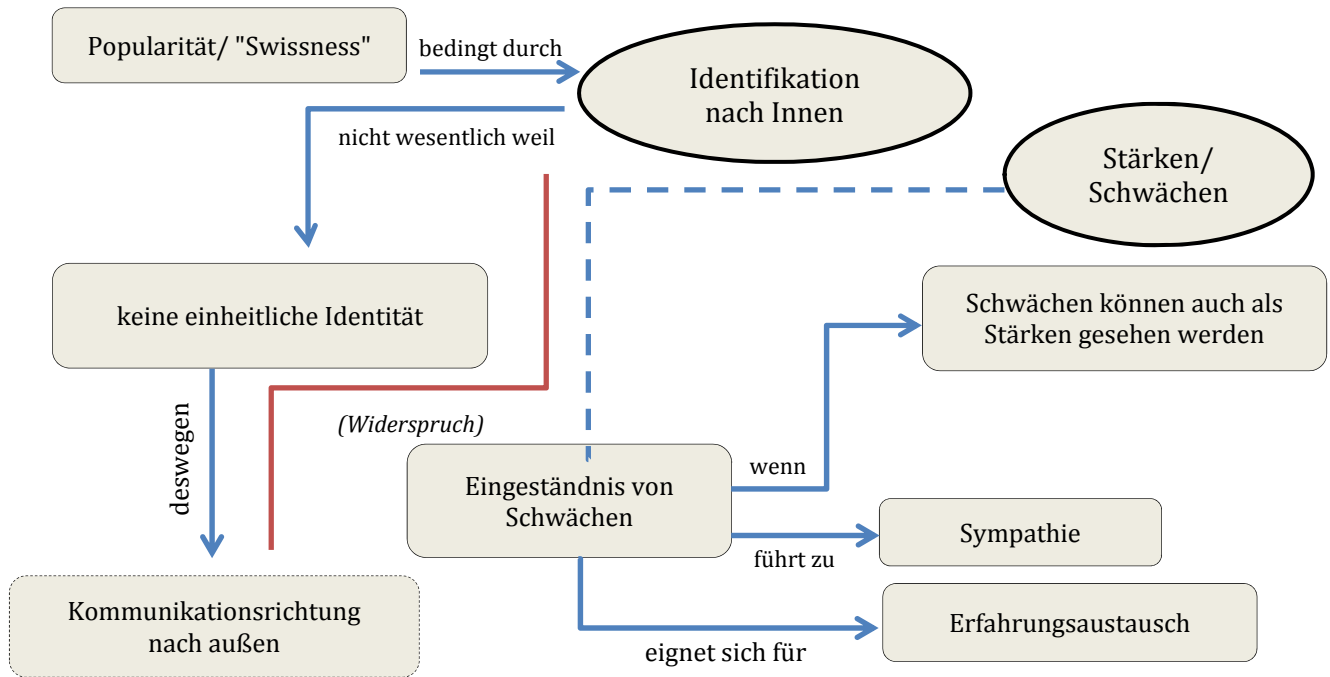 Popularität/ "Swissness"
bedingt durch
Identifikation
nach Innen
nicht wesentlich weil
Stärken/
Schwächen
keine einheitliche Identität
Schwächen können auch als
Stärken gesehen werden
deswegen
(Widerspruch)
wenn
Eingeständnis von
Schwächen
Sympathie
führt zu
Kommunikationsrichtung
nach außen
Erfahrungsaustausch
eignet sich für